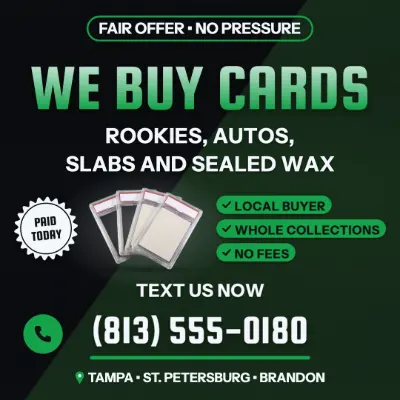 FAIR OFFER • NO PRESSURE
WE BUY CARDS
ROOKIES, AUTOS,
SLABS AND SEALED WAX
PAID
TODAY
LOCAL BUYER
WHOLE COLLECTIONS
NO FEES
TEXT US NOW
(813) 555-0180
TAMPA • ST. PETERSBURG • BRANDON